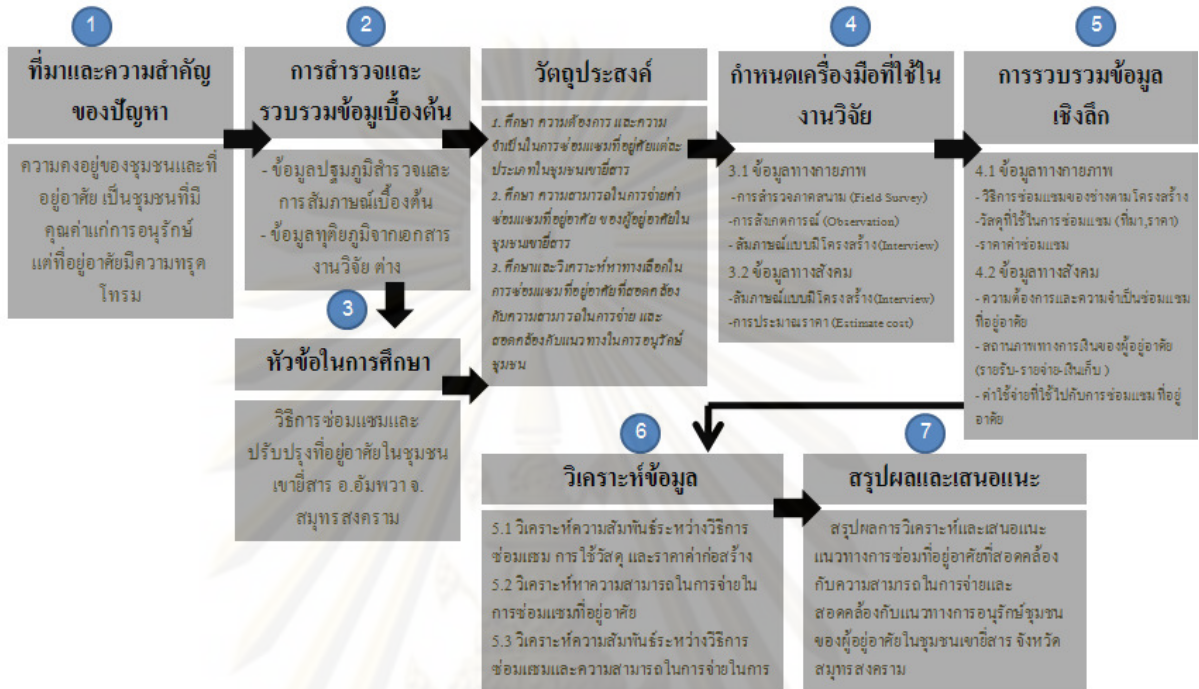 1
ที่มาและความสำคัญ
ของปัญหา
ความคงอยู่ของชุมชนและที่
อยู่อาศัย เป็นชุมชนที่มี
คุณค่าแก่การอนุรักษ์
แต่ที่อยู่อาศัยมีความทรุด
โทรม
2
การสำรวจและ
รวบรวมข้อมูเบื้องต้น
- ข้อมูลปฐมภูมิสำรวจและ
การสัมภาษณ์เบื้องต้น
- ข้อมูลทุติยภูมิจากเอกสาร
งานวิจัย ต่าง
3
หัวข้อในการศึกษา
วิธีการซ่อมแซมและ
ปรับปรุงที่อยู่อาศัยในชุมชน
เขายี่สาร อ.อัมพวา จ.
สมุทรสงคราม
วัตถุประสงค์
1. ศึกษา ความต้องการ และความ
จำเป็นในการซ่อมแซมที่อยู่ศัยแต่ละ
ประเภทในชุมชนเขายี่สาร
2. ศึกษา ความสามารถในการจ่ายค่า
ซ่อมแซมที่อยู่อาศัย ของผู้อยู่อาศัยใน
ชุมชนเขายี่สาร
3. ศึกษาและวิเคราะห์หาทางเลือกใน
การซ่อมแซมที่อยู่อาศัยที่สอดคล้อง
กับความสามารถในการจ่าย และ
สอดคล้องกับแนวทางในการอนุรักษ์
ชุมชน
4
กำหนดเครื่องมือที่ใช้ใน
งานวิจัย
3.1 ข้อมูลทางกายภาพ
-การสำรวจภาคสนาม (Field Survey)
-การสังเกตการณ์ (Observation)
- สัมภาษณ์แบบมีโครงสร้าง(Interview)
3.2 ข้อมูลทางสังคม
-สัมภาษณ์แบบมีโครงสร้าง(Interview)
-การประมาณราคา (Estimate cost)
5
การรวบรวมข้อมูล
เชิงลึก
4.1 ข้อมูลทางกายภาพ
- วิธีการซ่อมแซมของช่างตามโครงสร้าง
- วัสดุที่ใช้ในการซ่อมแซม (ที่มา,ราคา)
-ราคาค่าซ่อมแซม
4.2 ข้อมูลทางสังคม
- ความต้องการและความจำเป็นซ่อมแซม
ที่อยู่อาศัย
- สถานภาพทางการเงินของผู้อยู่อาศัย
(รายรับ-รายจ่าย-เงินเก็บ )
- ค่าใช้จ่ายที่ใช้ไปกับการซ่อมแซมที่อยู่
อาศัย
6
วิเคราะห์ข้อมูล
5.1 วิเคราะห์ความสัมพันธ์ระหว่างวิธีการ
ซ่อมแซม การใช้วัสดุ และราคาค่าก่อสร้าง
5.2 วิเคราะห์หาความสามารถในการจ่ายใน
การซ่อมแซมที่อยู่อาศัย
5.3 วิเคราะห์ความสัมพันธ์ระหว่างวิธีการ
ซ่อมแซมและความสามารถในการจ่ายในการ
7
สรุปผลและเสนอแนะ
สรุปผลการวิเคราะห์และเสนอแนะ
แนวทางการซ่อมที่อยู่อาศัยที่สอดคล้อง
กับความสามารถในการจ่ายและ
สอดคล้องกับแนวทางการอนุรักษ์ชุมชน
ของผู้อยู่อาศัยในชุมชนเขายี่สาร จังหวัด
สมุทรสงคราม